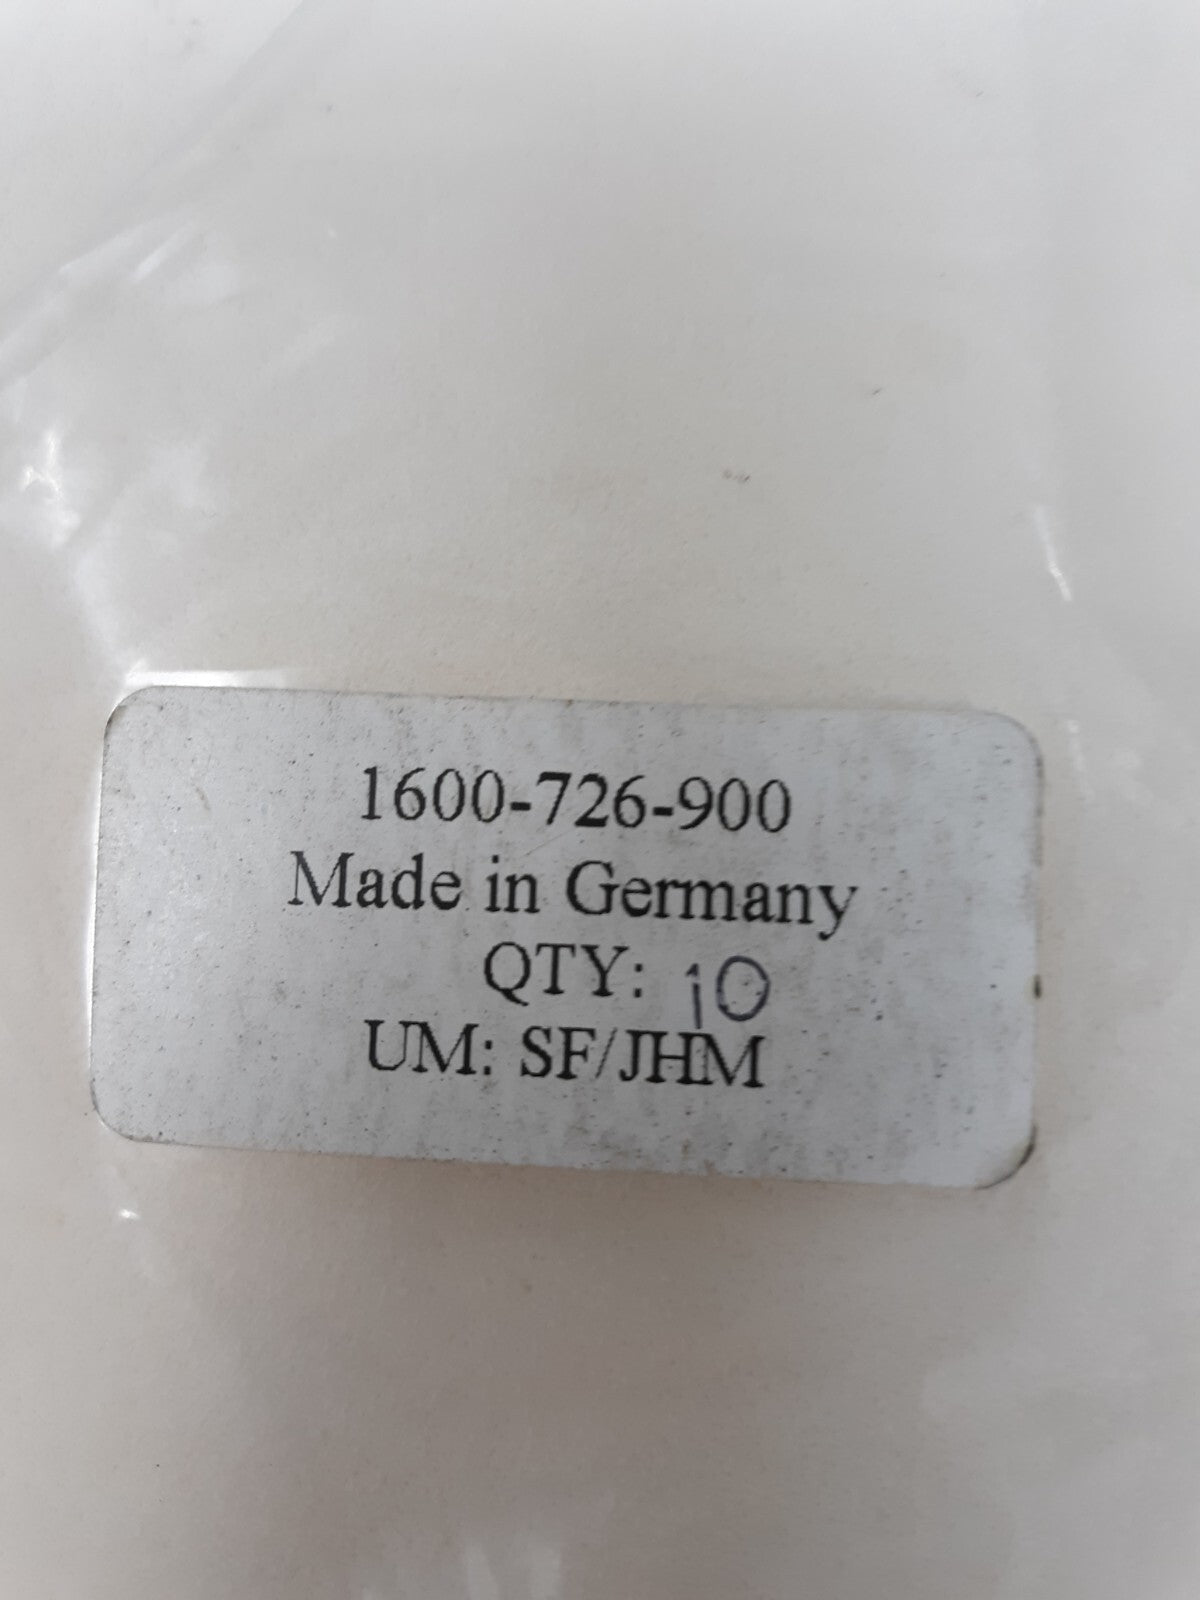 1600-726-900
Made in Germany
QTY: 10
UM: SF/JHM